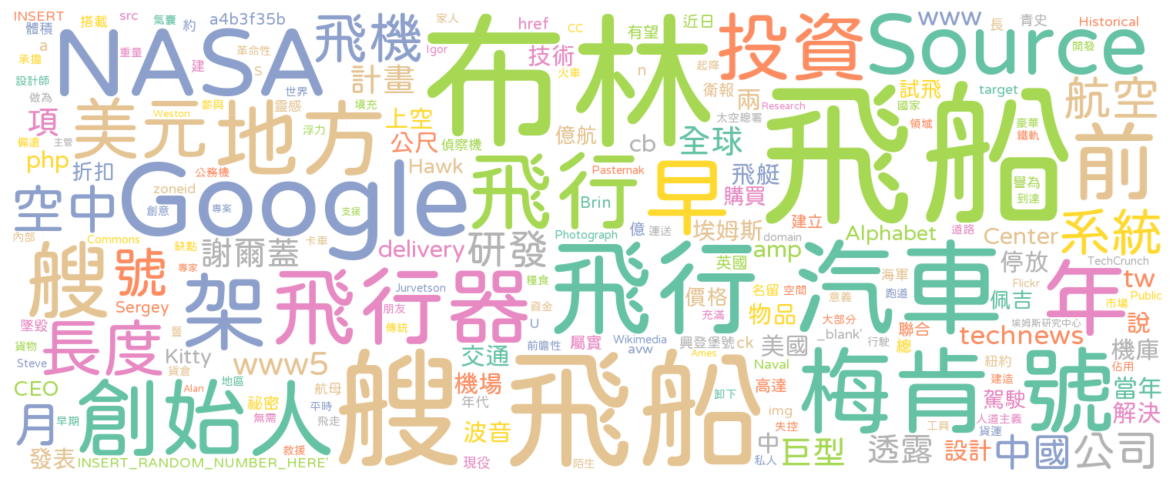 INSERT
src
搭載
a4b3f35b
氣囊
約
家人
CC
有望
近日
www
Source
青史
長
Historical
NASA
飛機
href
布林
投資
體積
a
重量
建
革命性
Igor
技術
n
火車
起降
開發
承擔
設計師
S
世界
計畫
衛報
兩
試飛
target
航空
做為
美元
地方
參與
靈感
填充
上空
億航
太空總署
國家
領域
豪華
鐵軌
項
Weston
浮力
偵察機
公尺
cb
全球
Research
飛船
前
偏遠
主管
php
折扣
公務機
Hawk
Pasternak
飛艇
譽為
到達
空中
Google
zoneid
創意
專案
支援
飛行
早
Brin
購買
建立
道路
內部
Commons
謝爾蓋
delivery
研發
Photograph
億
運送
埃姆斯
domain
Alphabet
Center
系統
艘
號
缺點
卡車
英國
amp
TechCrunch
專家
架
飛行器
糧食
飛行汽車
名留
空間
海軍
停放
Flickr
tw
Sergey
Jurvetson
資金
價格
意義
跑道
佩吉
年
市場
Public
墜毀
朋友
傳統
U
充滿
物品
大部分
_blank'
埃姆斯研究中心
說
長度
鹽
www5
前瞻性
Wikimedia
興登堡號
ck
聯合
technews
貨物
貨倉
Kitty
交通
屬實
avw
美國
總
行駛
機庫
Steve
Ames
紐約
佔用
CEO
創始人
Alan
地區
航母
艘飛船
機場
Naval
高達
梅肯號
建造
當年
月
早期
祕密
平時
年代
卸下
img
駕駛
人道主義
解決
無需
飛走
波音
失控
貨運
工具
發表
救援
中
巨型
透露
設計
中國
公司
INSERT_RANDOM_NUMBER_HERE'
現役
陌生
私人